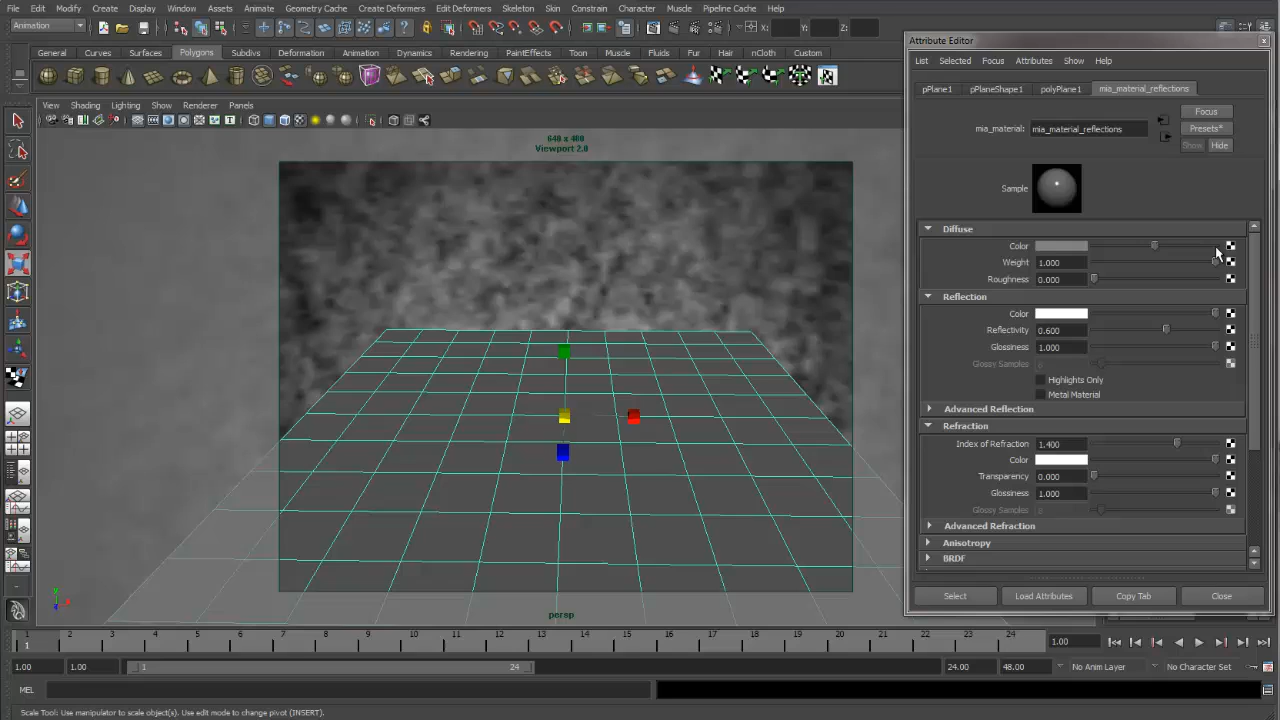 File Edit Modify Create Display Window Assets Animate Geometry Cache Create Deformers Edit Deformers Skeleton Skin Constrain Character Muscle Pipeline Cache
Animation X: Y: Z:
General Curves Surfaces Polygons Subdivs Deformation Animation Dynamics Rendering PaintEffects Toon Muscle Fluids Fur Hair nCloth Custom
View Shading Lighting Show Renderer Panels
640 x 480
Viewport 2.0
persp
Attribute Editor
List Selected Focus Attributes Show Help
pPlane1 pPlaneShape1 polyPlane1 mia_material_reflections
Focus
mia_material: mia_material_reflections Presets*
Show Hide
Sample
Diffuse
Color
Weight 1.000
Roughness 0.000
Reflection
Color
Reflectivity 0.600
Glossiness 1.000
Glossy Samples
Highlights Only
Metal Material
Advanced Reflection
Refraction
Index of Refraction 1.400
Color
Transparency 0.000
Glossiness 1.000
Glossy Samples
Advanced Refraction
Anisotropy
BRDF
Select Load Attributes Copy Tab Close
1 2 3 4 5 6 7 8 9 10 11 12 13 14 15 16 17 18 19 20 21 22 23 24 1.00
1
1.00 1.00 1 24 24.00 48.00 No Anim Layer No Character Set
MEL
Scale Tool: Use manipulator to scale object(s). Use edit mode to change pivot (INSERT).